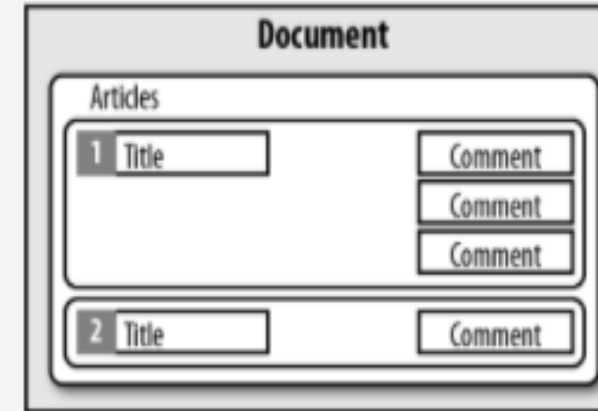 Document
Articles
1 Title Comment
Comment
Comment
2 Title Comment